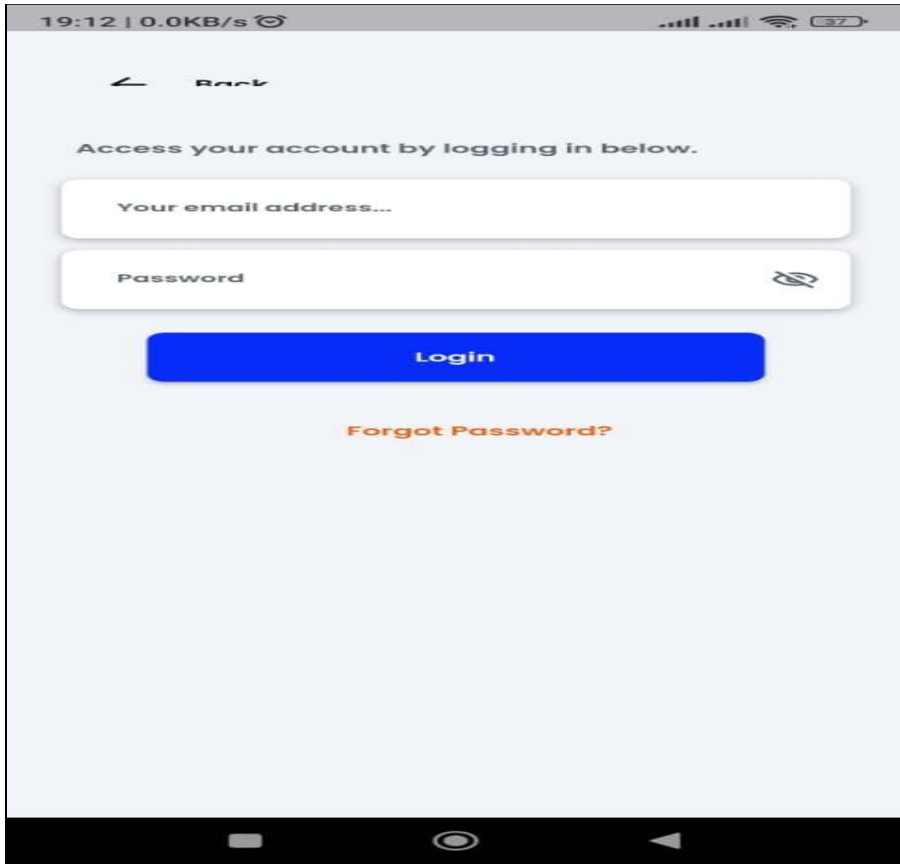 19:12 | 0.0KB/s
37
Back
Access your account by logging in below.
Your email address...
Password
Login
Forgot Password?